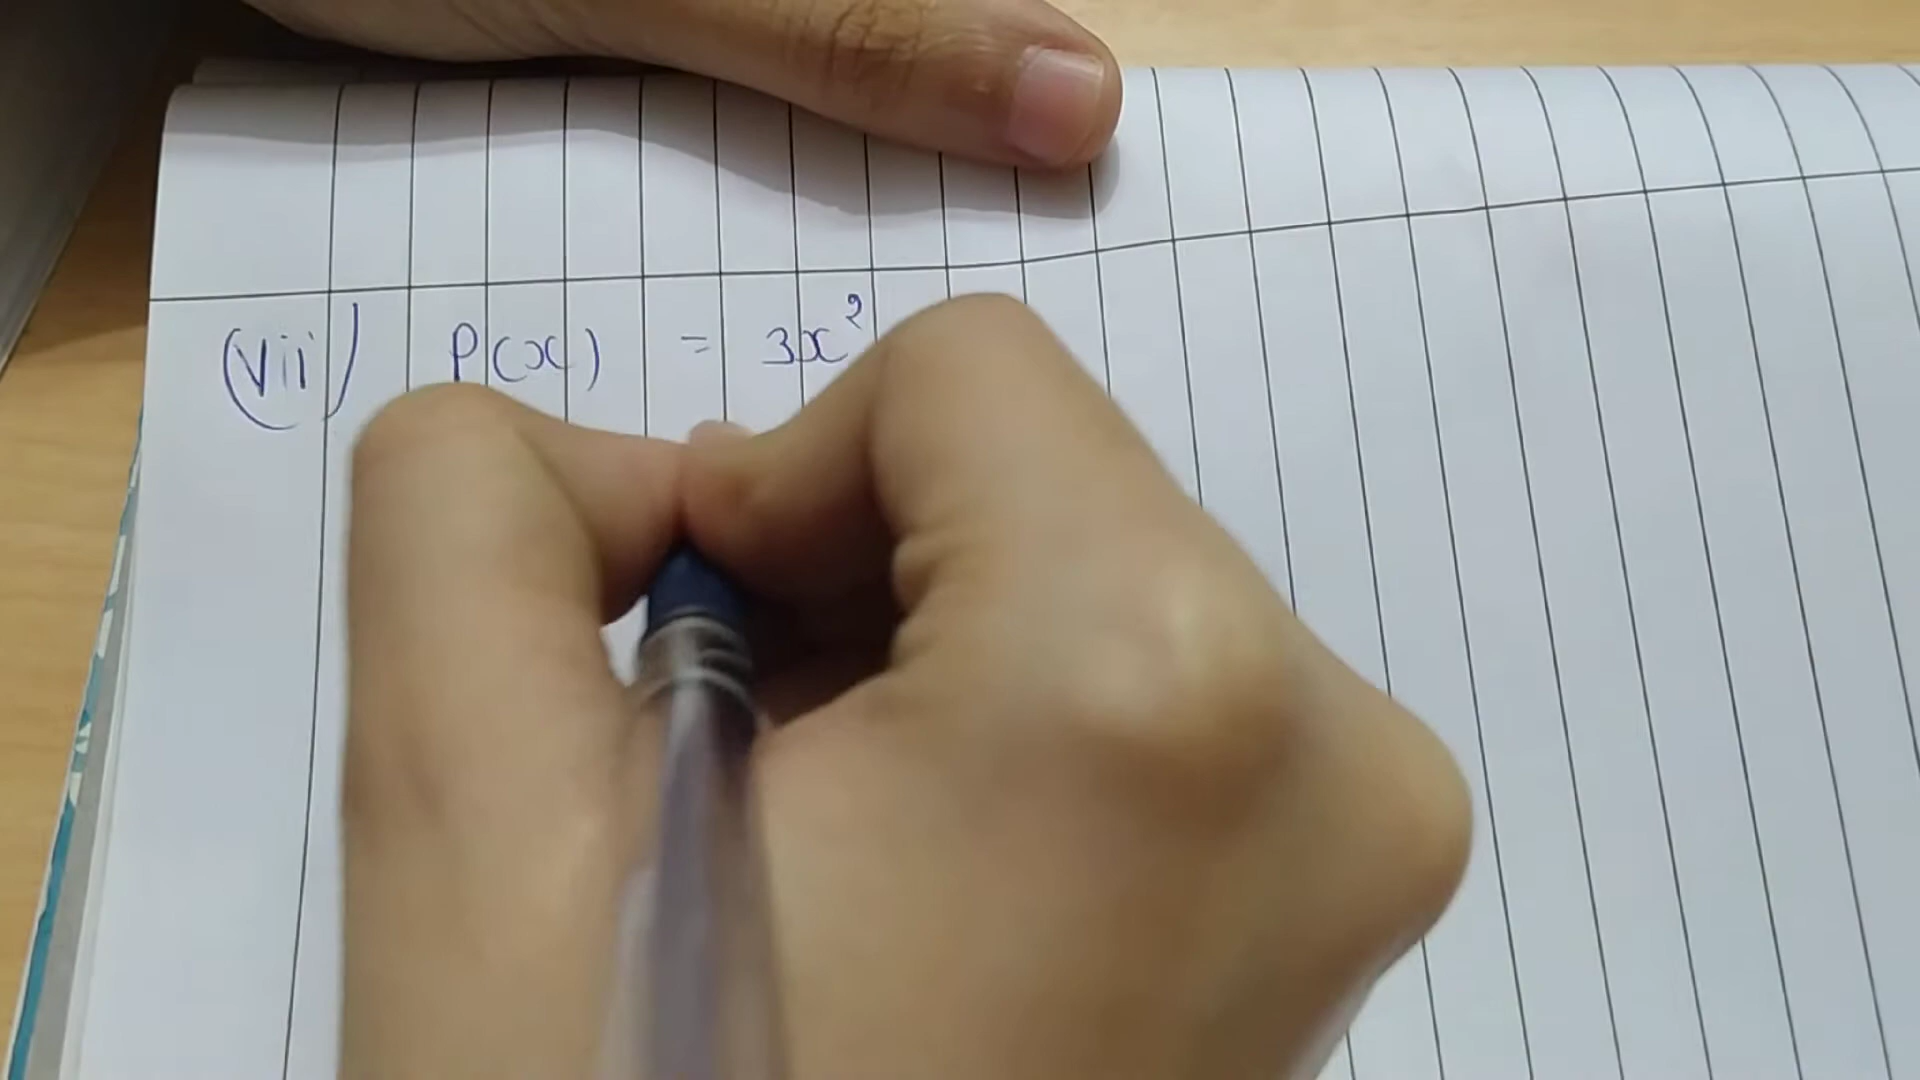 (vii) P(x) = 3x²